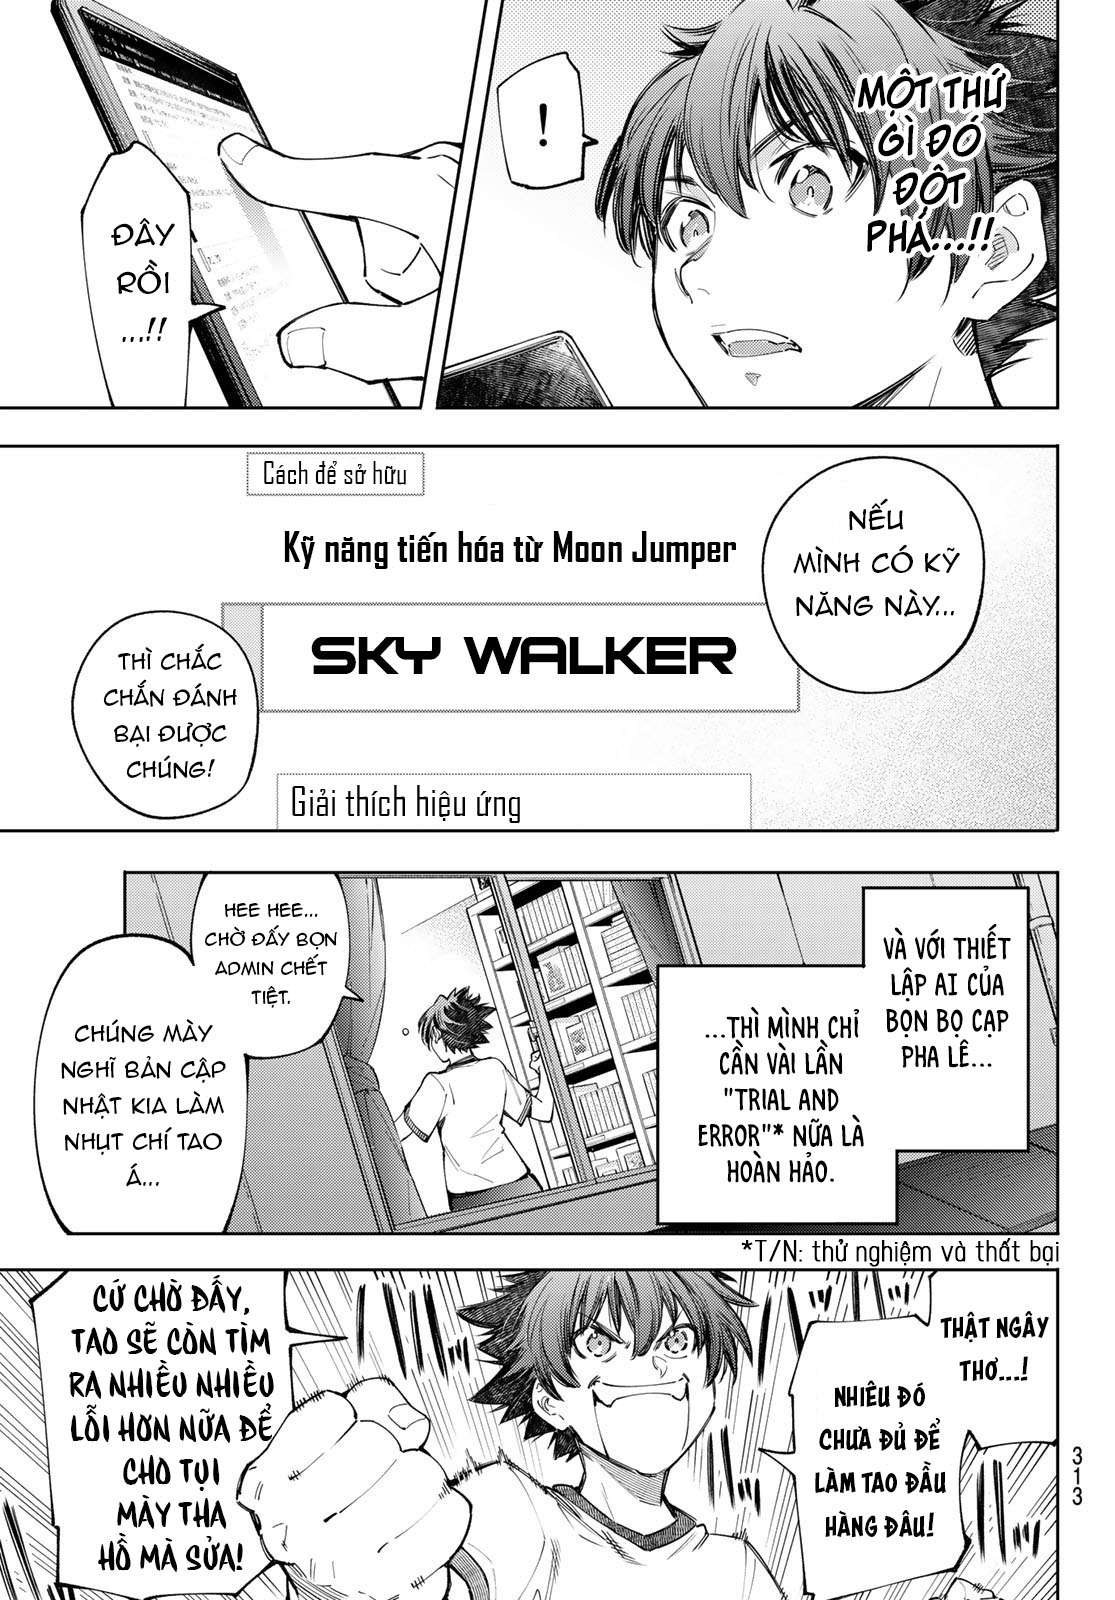 MỘT THỨ
GÌ ĐÓ
ĐỘT
PHÁ...!!
!
ĐÂY
RỒI
...!!
NẾU
MÌNH CÓ KỸ
NĂNG NÀY...
Cách để sở hữu
Kỹ năng tiến hóa từ Moon Jumper
SKY WALKER
Giải thích hiệu ứng
THÌ CHẮC
CHẮN ĐÁNH
BẠI ĐƯỢC
CHÚNG!
VÀ VỚI THIẾT
LẬP AI CỦA
BỌN BỌ CẠP
PHA LÊ...
...THÌ MÌNH CHỈ
CẦN VÀI LẦN
"TRIAL AND
ERROR"* NỮA LÀ
HOÀN HẢO.
HEE HEE...
CHỜ ĐẤY BỌN
ADMIN CHẾT
TIỆT.
CHÚNG MÀY
NGHĨ BẢN CẬP
NHẬT KIA LÀM
NHỤT CHÍ TAO
Á...
*T/N: thử nghiệm và thất bại
THẬT NGÂY
THƠ...!
NHIÊU ĐÓ
CHƯA ĐỦ ĐỂ
LÀM TAO ĐẦU
HÀNG ĐÂU!
CỨ CHỜ ĐẤY,
TAO SẼ CÒN TÌM
RA NHIỀU NHIỀU
LỖI HƠN NỮA ĐỂ
CHO TỤI
MÀY THA
HỒ MÀ SỬA!
313